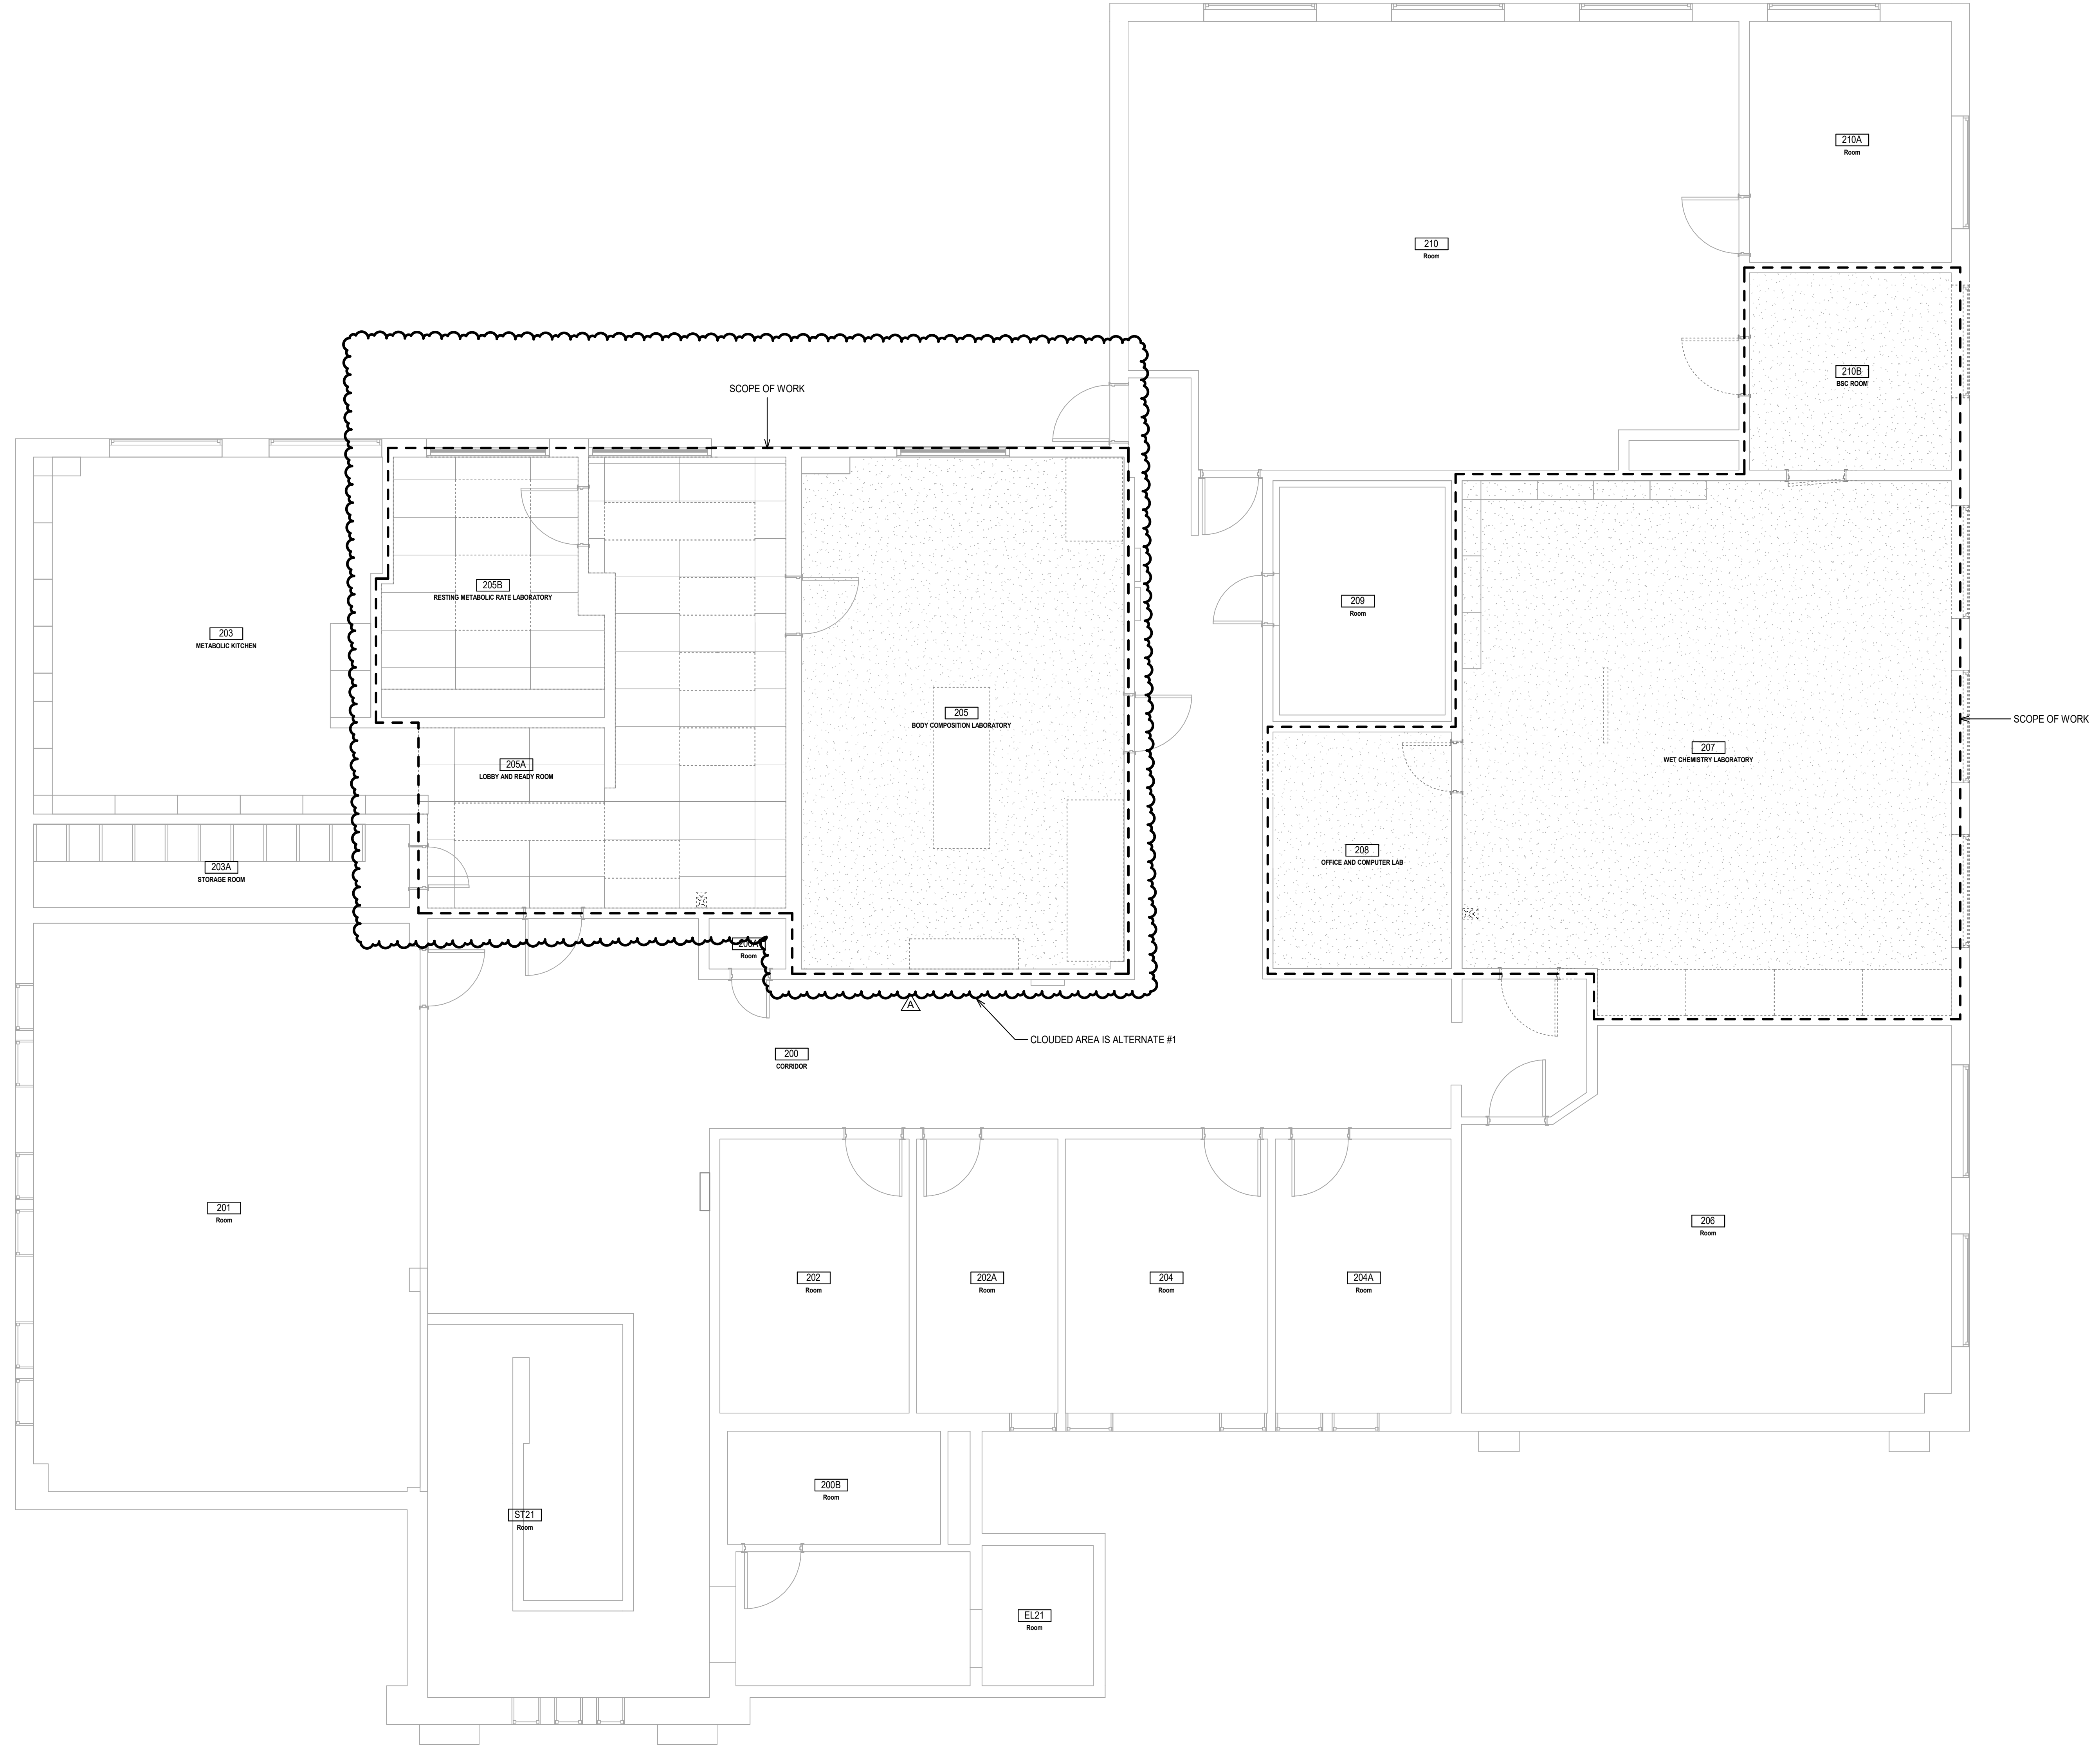 210A
Room
210
Room
210B
BSC ROOM
SCOPE OF WORK
205B
RESTING METABOLIC RATE LABORATORY
209
Room
203
METABOLIC KITCHEN
205
BODY COMPOSITION LABORATORY
SCOPE OF WORK
207
WET CHEMISTRY LABORATORY
205A
LOBBY AND READY ROOM
208
OFFICE AND COMPUTER LAB
203A
STORAGE ROOM
Room
A
CLOUDED AREA IS ALTERNATE #1
200
CORRIDOR
201
Room
206
Room
202
Room
202A
Room
204
Room
204A
Room
200B
Room
ST21
Room
EL21
Room